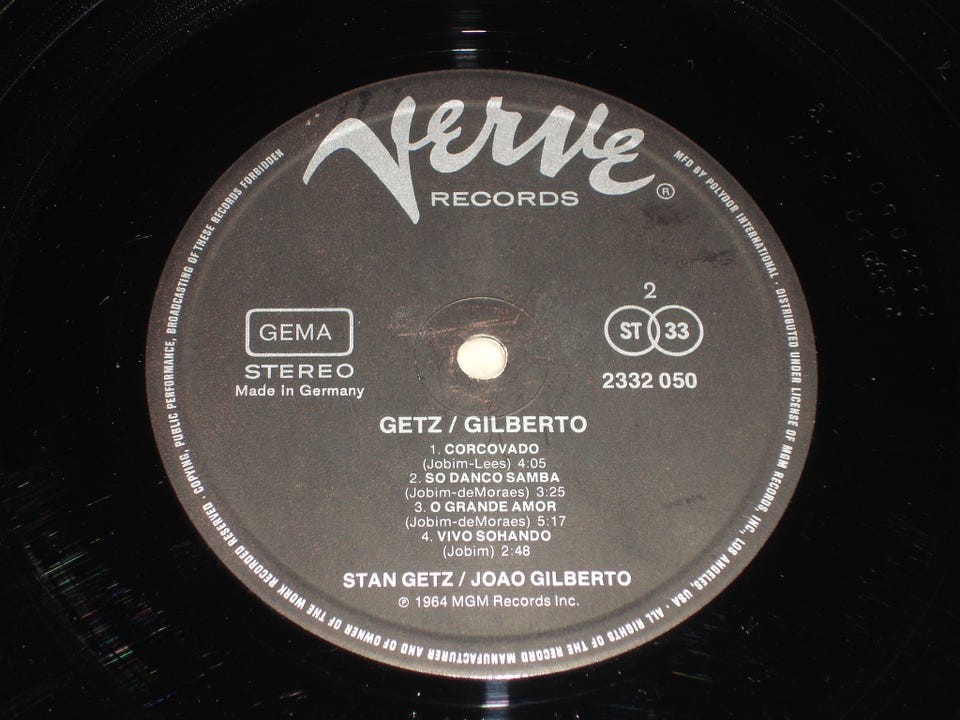 Verve
RECORDS ®
COPYING, PUBLIC PERFORMANCE, BROADCASTING OF THESE RECORDS FORBIDDEN
MFD BY POLYDOR INTERNATIONAL · DISTRIBUTED UNDER LICENSE OF MGM RECORDS, INC., LOS ANGELES, USA · ALL RIGHTS OF THE RECORD MANUFACTURER AND OF OWNER OF THE WORK RECORDED RESERVED ·
GEMA
STEREO
Made in Germany
2
ST 33
2332 050
GETZ / GILBERTO
1. CORCOVADO
(Jobim-Lees) 4:05
2. SO DANCO SAMBA
(Jobim-deMoraes) 3:25
3. O GRANDE AMOR
(Jobim-deMoraes) 5:17
4. VIVO SOHANDO
(Jobim) 2:48
STAN GETZ / JOAO GILBERTO
℗ 1964 MGM Records Inc.